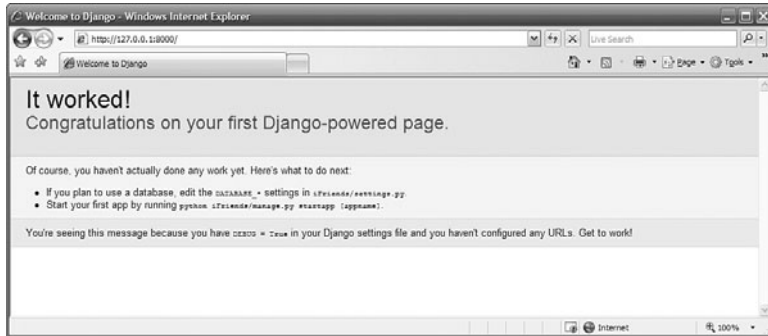 Welcome to Django - Windows Internet Explorer
http://127.0.0.1:8000/
Live Search
Welcome to Django
Page
Tools
It worked!
Congratulations on your first Django-powered page.
Of course, you haven't actually done any work yet. Here's what to do next:
• If you plan to use a database, edit the DATABASE_* settings in iFriends/settings.py.
• Start your first app by running python iFriends/manage.py startapp [appname].
You're seeing this message because you have DEBUG = True in your Django settings file and you haven't configured any URLs. Get to work!
Internet
100%